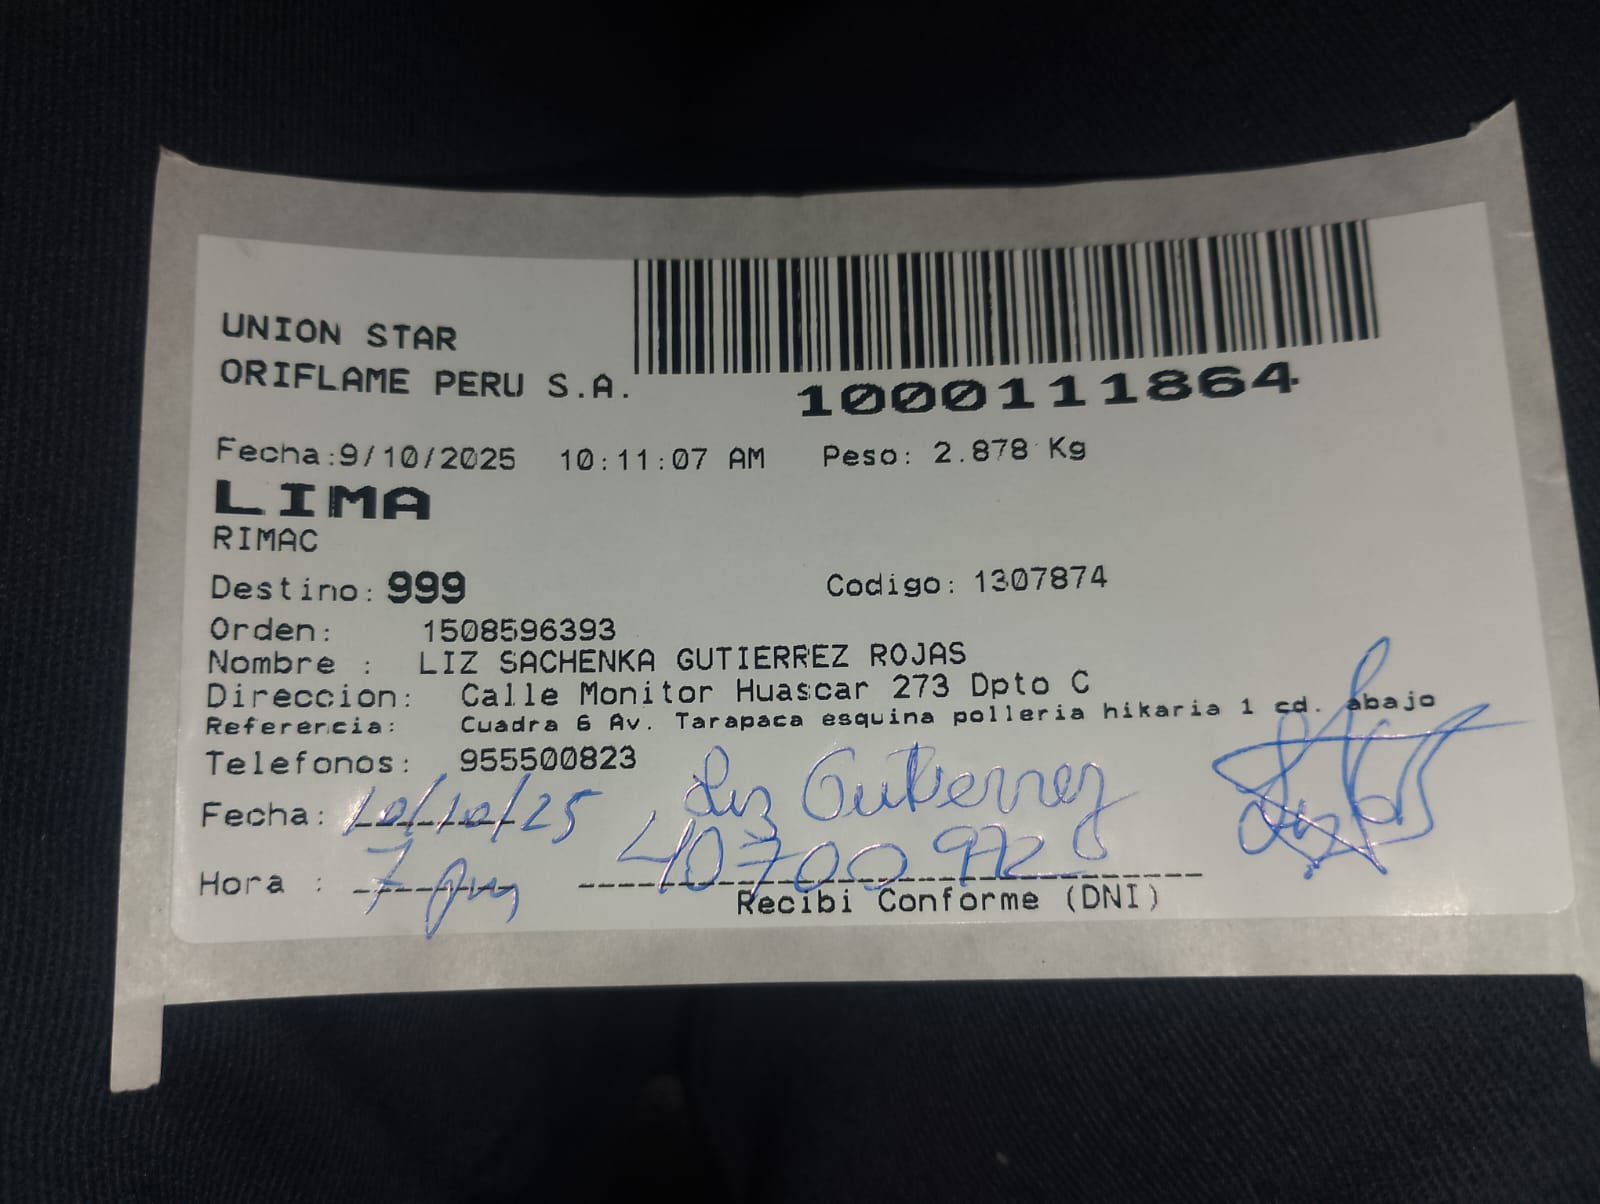 UNION STAR
ORIFLAME PERU S.A.
1000111864
Fecha:9/10/2025 10:11:07 AM Peso: 2.878 Kg
LIMA
RIMAC
Destino: 999 Codigo: 1307874
Orden: 1508596393
Nombre : LIZ SACHENKA GUTIERREZ ROJAS
Direccion: Calle Monitor Huascar 273 Dpto C
Referencia: Cuadra 6 Av. Tarapaca esquina polleria hikaria 1 cd. abajo
Telefonos: 955500823
Liz Gutierrez
Fecha: 10/10/25
40700972
Hora : 7 pm
Recibi Conforme (DNI)